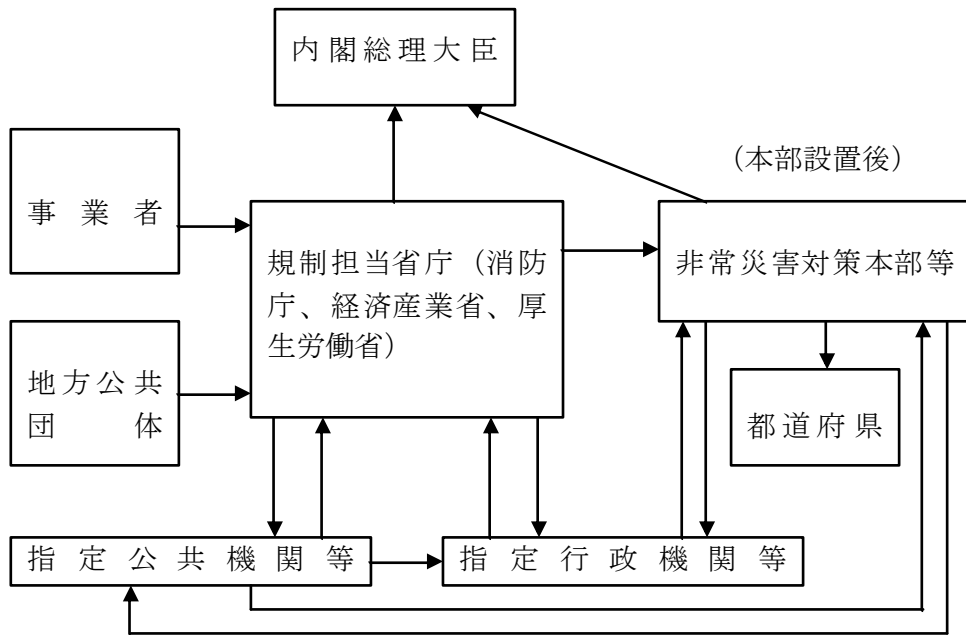 内閣総理大臣
(本部設置後)
事業者
規制担当省庁(消防
庁、経済産業省、厚
生労働省)
非常災害対策本部等
地方公共
団体
都道府県
指定公共機関等
指定行政機関等